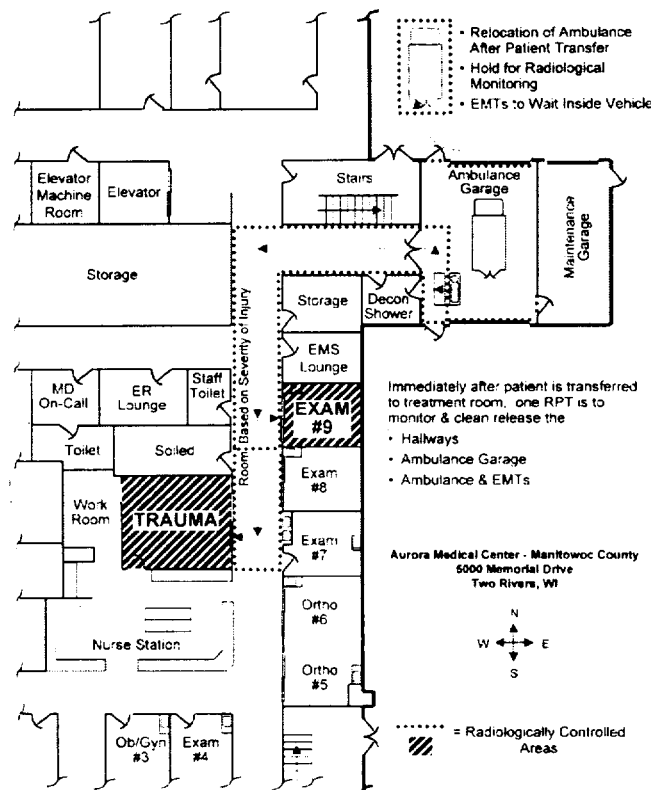 • Relocation of Ambulance
After Patient Transfer
• Hold for Radiological
Monitoring
• EMTs to Wait Inside Vehicle
Elevator
Machine
Room
Elevator
Stairs
Ambulance
Garage
Maintenance
Garage
Storage
Storage
Decon
Shower
EMS
Lounge
Room Based on Severity of Injury
MD
On-Call
ER
Lounge
Staff
Toilet
EXAM
#9
Toilet
Soiled
Exam
#8
Work
Room
TRAUMA
Exam
#7
Ortho
#6
Nurse Station
Ortho
#5
Ob/Gyn
#3
Exam
#4
Immediately after patient is transferred
to treatment room, one RPT is to
monitor & clean release the
• Hallways
• Ambulance Garage
• Ambulance & EMTs
Aurora Medical Center - Manitowoc County
5000 Memorial Drive
Two Rivers, WI
N
W E
S
= Radiologically Controlled
Areas